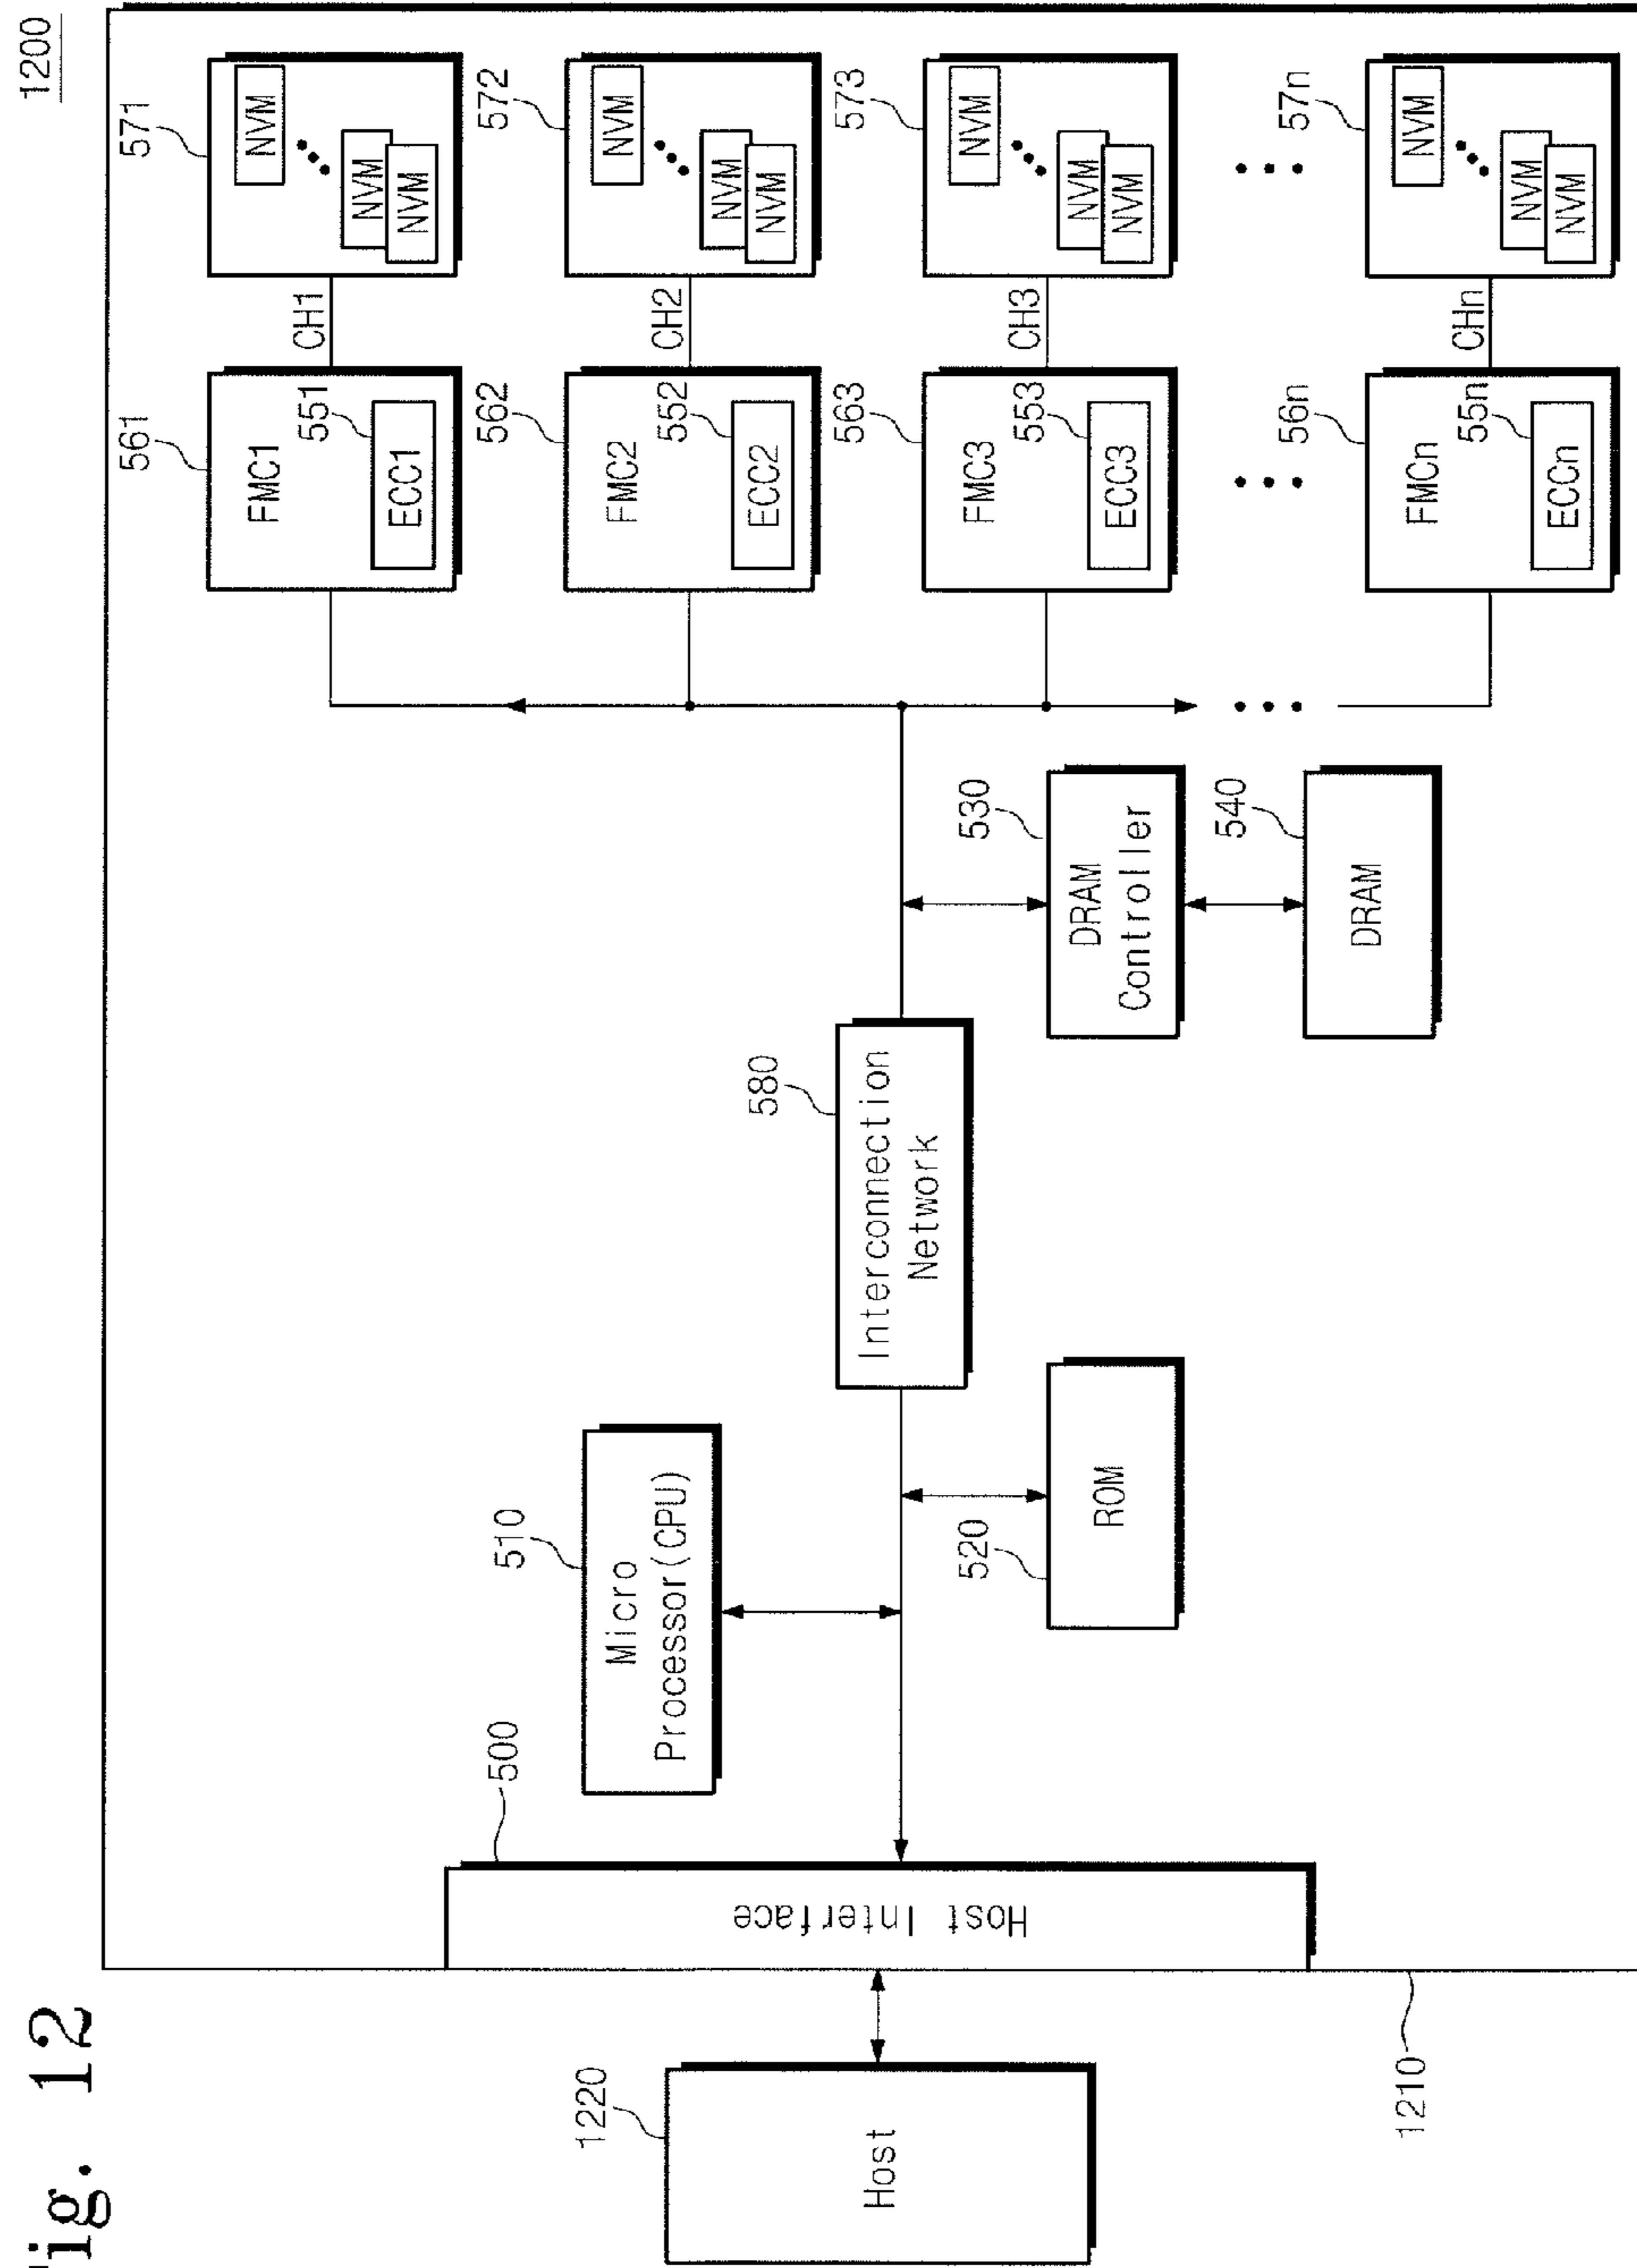 Fig. 12
1200
1220
Host
1210
Host Interface
500
510
Micro
Processor(CPU)
520
ROM
580
Interconnection
Network
530
DRAM
Controller
540
DRAM
561
FMC1
551
ECC1
CH1
571
NVM
NVM
NVM
562
FMC2
552
ECC2
CH2
572
NVM
NVM
NVM
563
FMC3
553
ECC3
CH3
573
NVM
NVM
NVM
56n
FMCn
55n
ECCn
CHn
57n
NVM
NVM
NVM